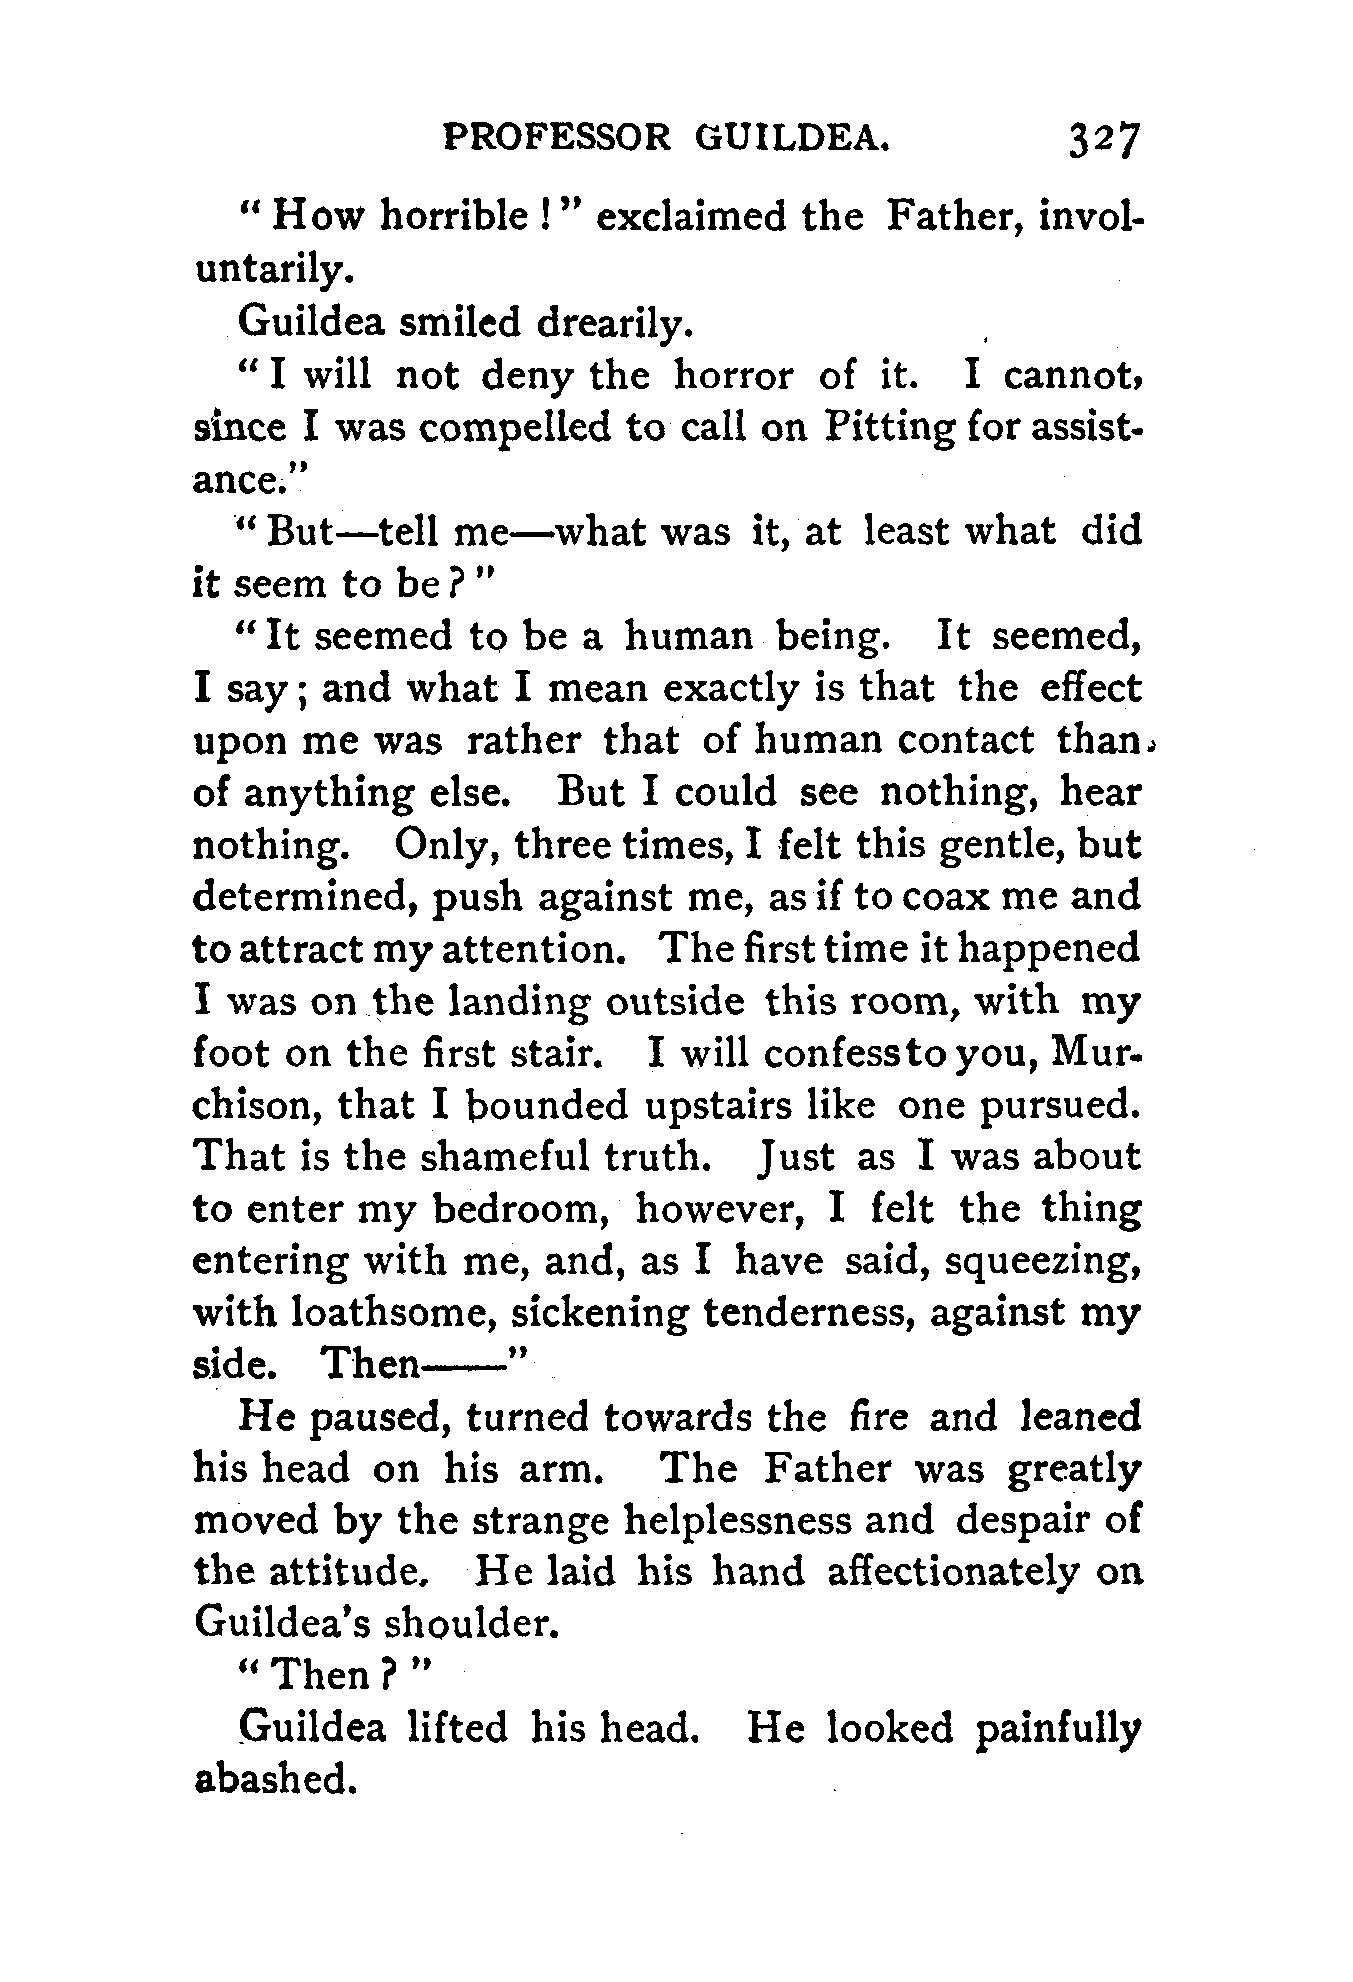 PROFESSOR GUILDEA. 327
" How horrible ! " exclaimed the Father, invol-
untarily.
Guildea smiled drearily.
" I will not deny the horror of it. I cannot,
since I was compelled to call on Pitting for assist-
ance."
" But—tell me—what was it, at least what did
it seem to be ? "
" It seemed to be a human being. It seemed,
I say ; and what I mean exactly is that the effect
upon me was rather that of human contact than
of anything else. But I could see nothing, hear
nothing. Only, three times, I felt this gentle, but
determined, push against me, as if to coax me and
to attract my attention. The first time it happened
I was on the landing outside this room, with my
foot on the first stair. I will confess to you, Mur-
chison, that I bounded upstairs like one pursued.
That is the shameful truth. Just as I was about
to enter my bedroom, however, I felt the thing
entering with me, and, as I have said, squeezing,
with loathsome, sickening tenderness, against my
side. Then——"
He paused, turned towards the fire and leaned
his head on his arm. The Father was greatly
moved by the strange helplessness and despair of
the attitude. He laid his hand affectionately on
Guildea's shoulder.
" Then ? "
Guildea lifted his head. He looked painfully
abashed.